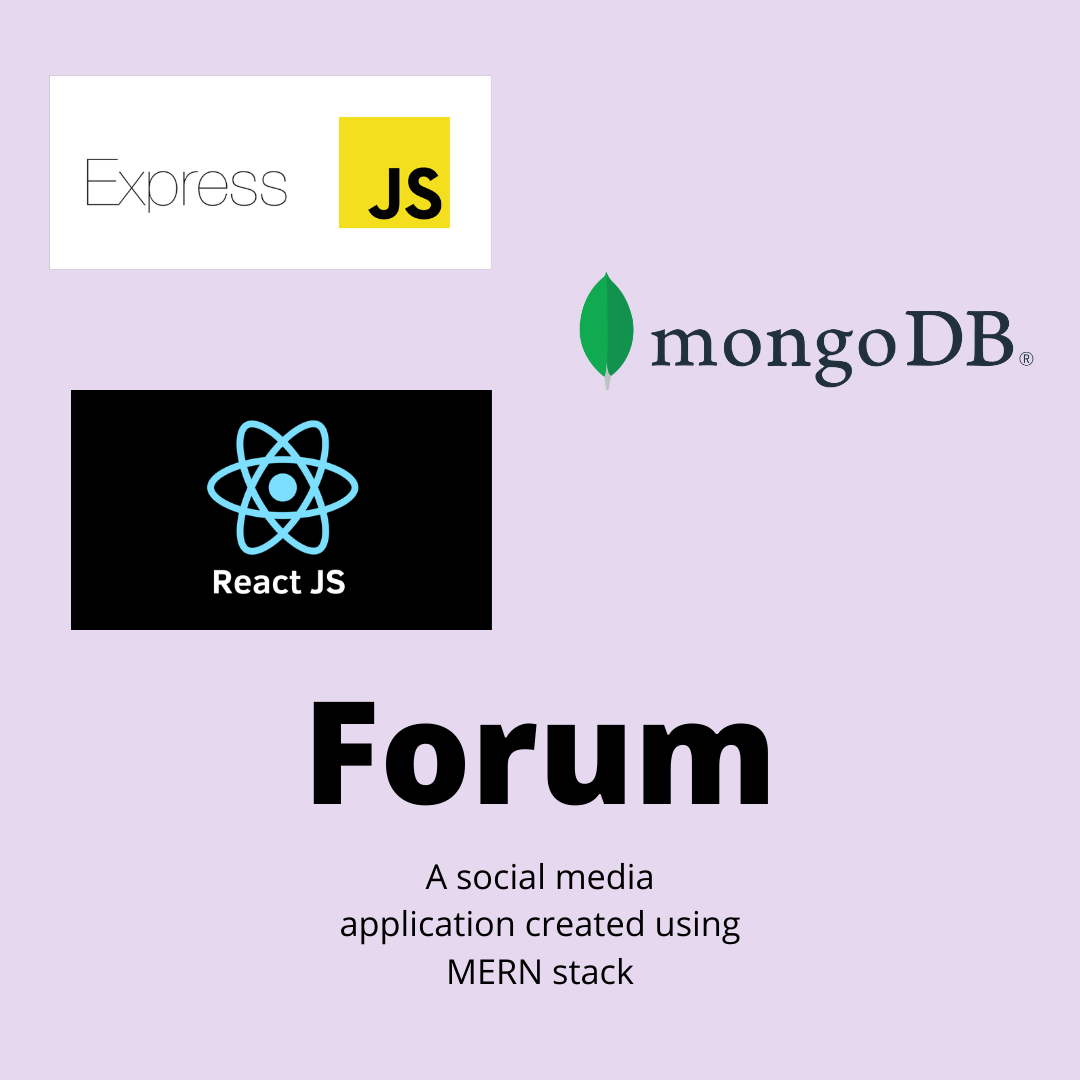 Express
JS
mongoDB®
React JS
Forum
A social media
application created using
MERN stack